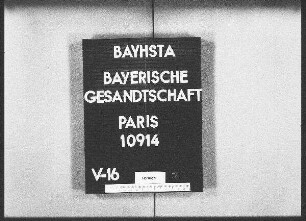 BAYHSTA
BAYERISCHE
GESANDTSCHAFT
PARIS
10914
V-16